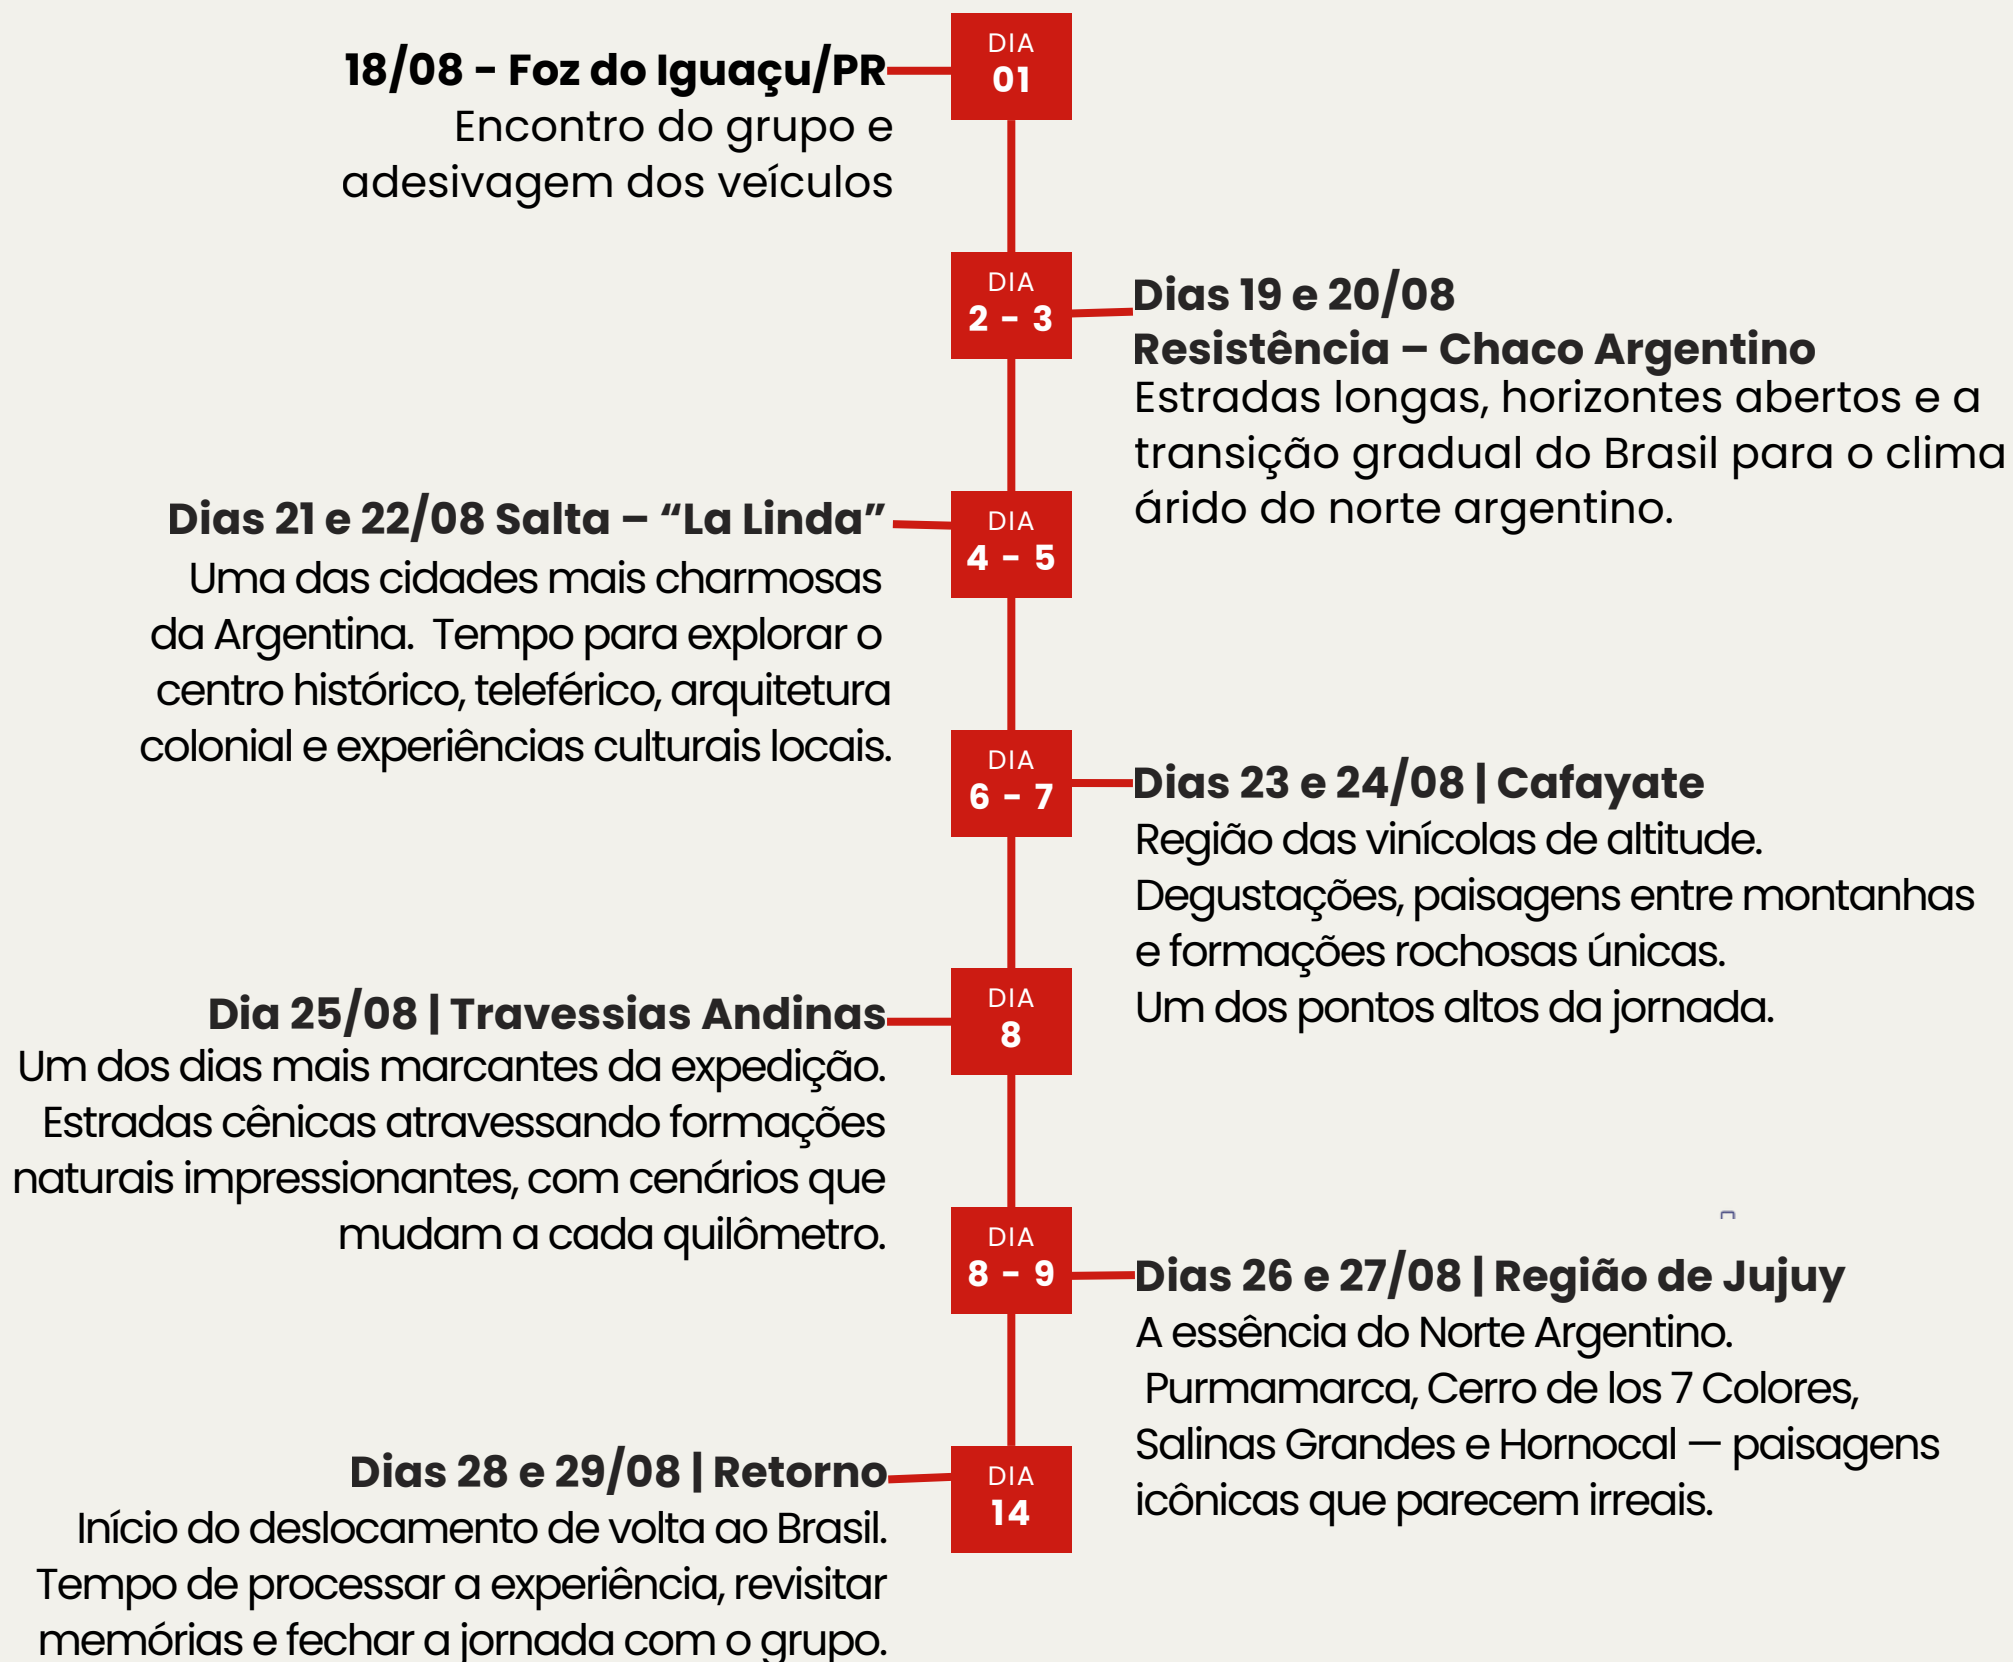 DIA
01
18/08 - Foz do Iguaçu/PR
Encontro do grupo e
adesivagem dos veículos
DIA
2 - 3
Dias 19 e 20/08
Resistência – Chaco Argentino
Estradas longas, horizontes abertos e a
transição gradual do Brasil para o clima
árido do norte argentino.
DIA
4 - 5
Dias 21 e 22/08 Salta – “La Linda”
Uma das cidades mais charmosas
da Argentina. Tempo para explorar o
centro histórico, teleférico, arquitetura
colonial e experiências culturais locais.
DIA
6 - 7
Dias 23 e 24/08 | Cafayate
Região das vinícolas de altitude.
Degustações, paisagens entre montanhas
e formações rochosas únicas.
Um dos pontos altos da jornada.
DIA
8
Dia 25/08 | Travessias Andinas
Um dos dias mais marcantes da expedição.
Estradas cênicas atravessando formações
naturais impressionantes, com cenários que
mudam a cada quilômetro.
DIA
8 - 9
Dias 26 e 27/08 | Região de Jujuy
A essência do Norte Argentino.
Purmamarca, Cerro de los 7 Colores,
Salinas Grandes e Hornocal — paisagens
icônicas que parecem irreais.
DIA
14
Dias 28 e 29/08 | Retorno
Início do deslocamento de volta ao Brasil.
Tempo de processar a experiência, revisitar
memórias e fechar a jornada com o grupo.